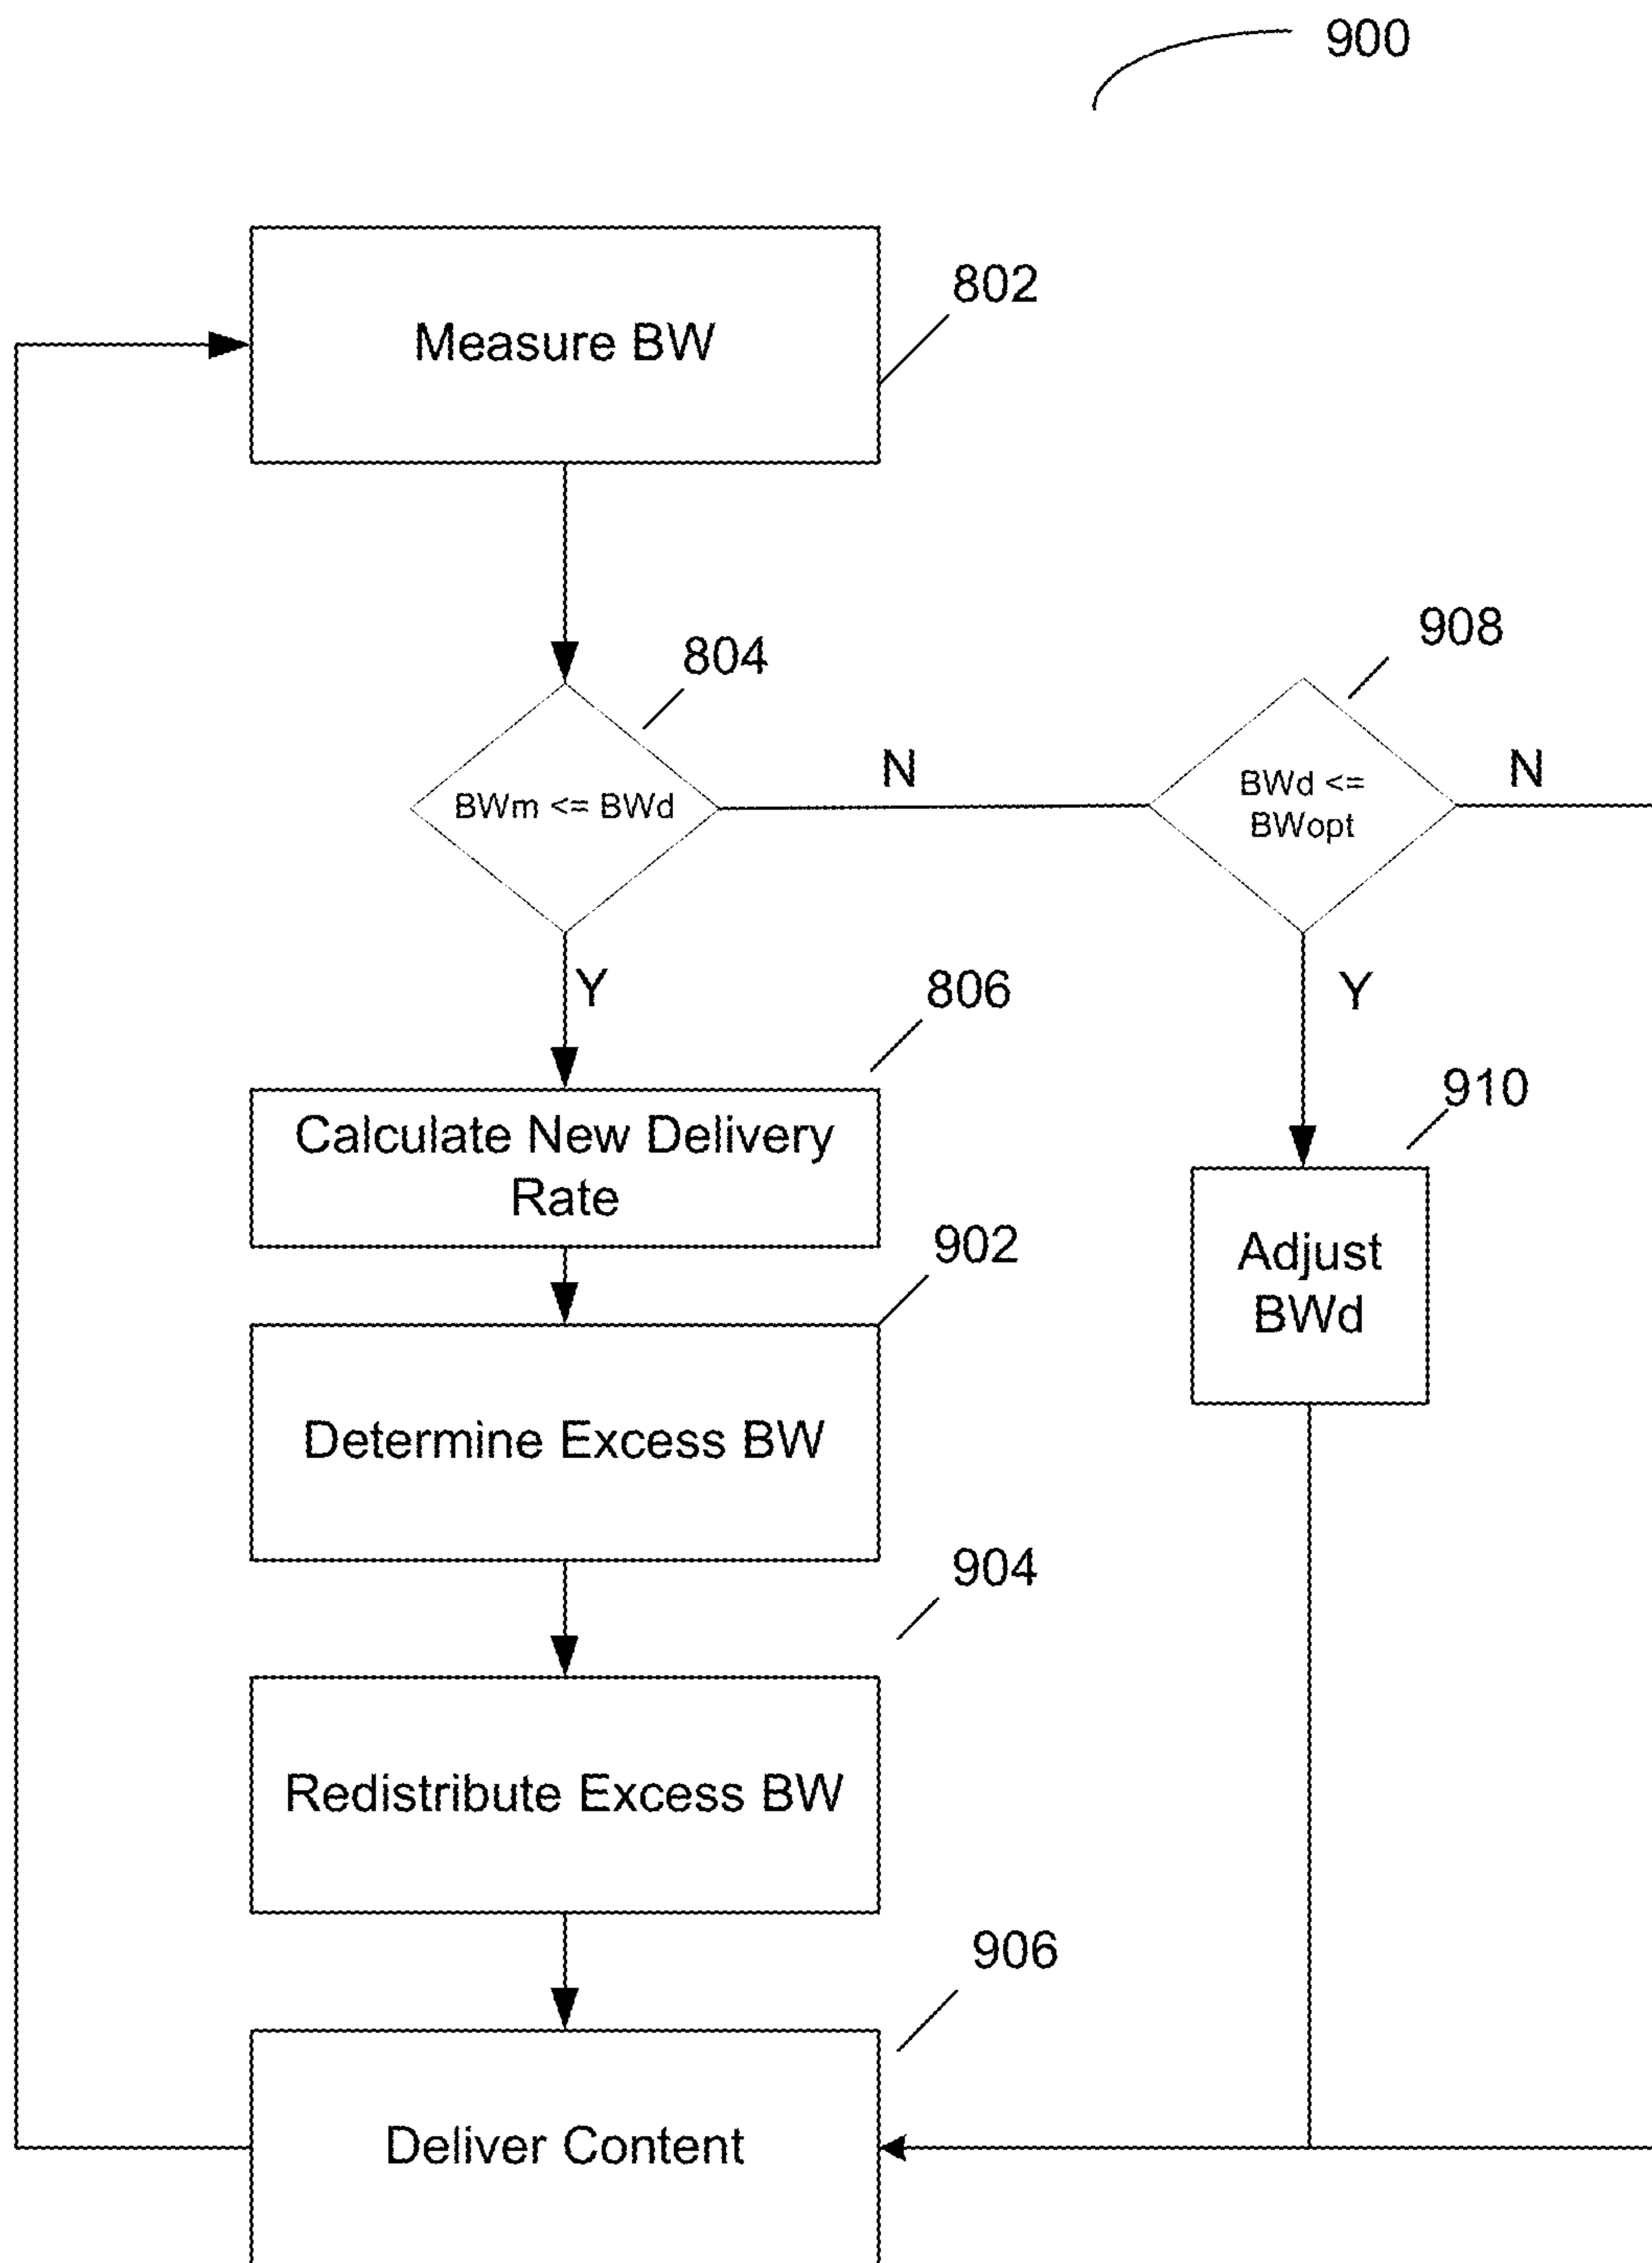 900
Measure BW
802
804
908
BWm <= BWd
N
BWd <=
BWopt
N
Y
Y
806
Calculate New Delivery
Rate
910
Adjust
BWd
902
Determine Excess BW
904
Redistribute Excess BW
906
Deliver Content